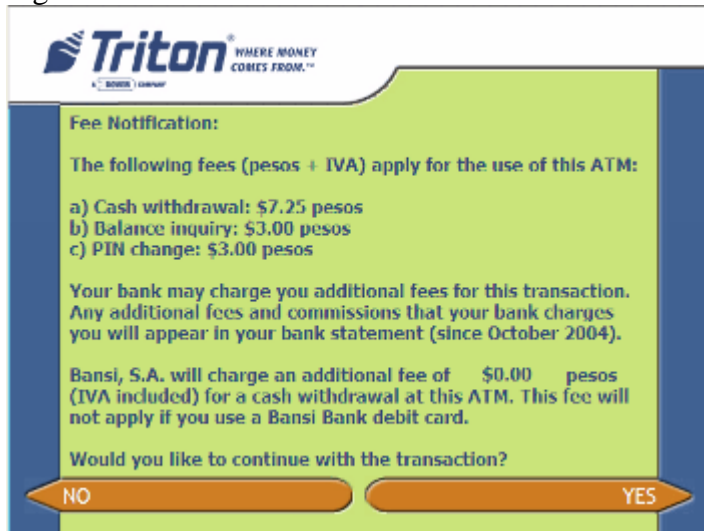 Triton® WHERE MONEY
COMES FROM.™
A DOVER COMPANY
Fee Notification:
The following fees (pesos + IVA) apply for the use of this ATM:
a) Cash withdrawal: $7.25 pesos
b) Balance inquiry: $3.00 pesos
c) PIN change: $3.00 pesos
Your bank may charge you additional fees for this transaction.
Any additional fees and commissions that your bank charges
you will appear in your bank statement (since October 2004).
Bansi, S.A. will charge an additional fee of $0.00 pesos
(IVA included) for a cash withdrawal at this ATM. This fee will
not apply if you use a Bansi Bank debit card.
Would you like to continue with the transaction?
NO YES